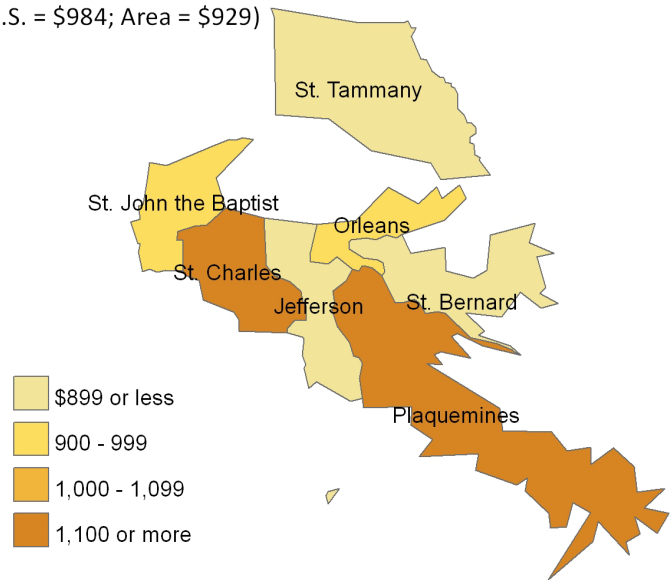 .S. = $984; Area = $929)
St. Tammany
St. John the Baptist
Orleans
St. Charles
Jefferson
St. Bernard
Plaquemines
$899 or less
900 - 999
1,000 - 1,099
1,100 or more